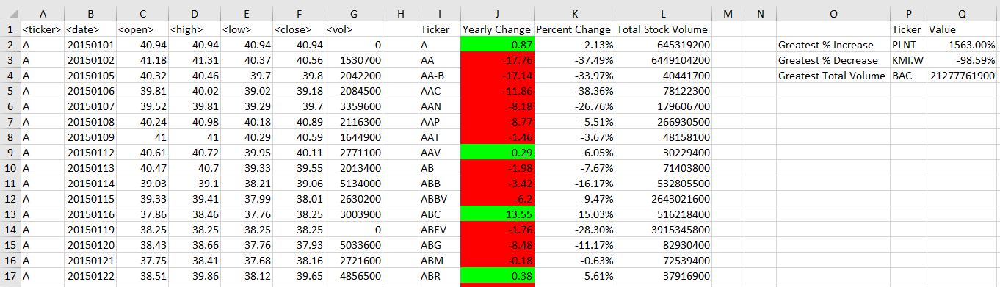 A B C D E F G H I J K L M N O P Q
1 <ticker> <date> <open> <high> <low> <close> <vol> Ticker Yearly Change Percent Change Total Stock Volume Ticker Value
2 A 20150101 40.94 40.94 40.94 40.94 0 A 0.87 2.13% 645319200 Greatest % Increase PLNT 1563.00%
3 A 20150102 41.18 41.31 40.37 40.56 1530700 AA -17.76 -37.49% 6449104200 Greatest % Decrease KMI.W -98.59%
4 A 20150105 40.32 40.46 39.7 39.8 2042200 AA-B -17.14 -33.97% 40441700 Greatest Total Volume BAC 21277761900
5 A 20150106 39.81 40.02 39.02 39.18 2084500 AAC -11.86 -38.36% 78122300
6 A 20150107 39.52 39.81 39.29 39.7 3359600 AAN -8.18 -26.76% 179606700
7 A 20150108 40.24 40.98 40.18 40.89 2116300 AAP -8.77 -5.51% 266930500
8 A 20150109 41 41 40.29 40.59 1644900 AAT -1.46 -3.67% 48158100
9 A 20150112 40.61 40.72 39.95 40.11 2771100 AAV 0.29 6.05% 30229400
10 A 20150113 40.47 40.7 39.33 39.55 2013400 AB -1.98 -7.67% 71403800
11 A 20150114 39.03 39.1 38.21 39.06 5134000 ABB -3.42 -16.17% 532805500
12 A 20150115 39.33 39.41 37.99 38.01 2630200 ABBV -6.2 -9.47% 2643021600
13 A 20150116 37.86 38.46 37.76 38.25 3003900 ABC 13.55 15.03% 516218400
14 A 20150119 38.25 38.25 38.25 38.25 0 ABEV -1.76 -28.30% 3915345800
15 A 20150120 38.43 38.66 37.76 37.93 5033600 ABG -8.48 -11.17% 82930400
16 A 20150121 37.75 38.41 37.68 38.16 2721600 ABM -0.18 -0.63% 72539400
17 A 20150122 38.51 39.86 38.12 39.65 4856500 ABR 0.38 5.61% 37916900